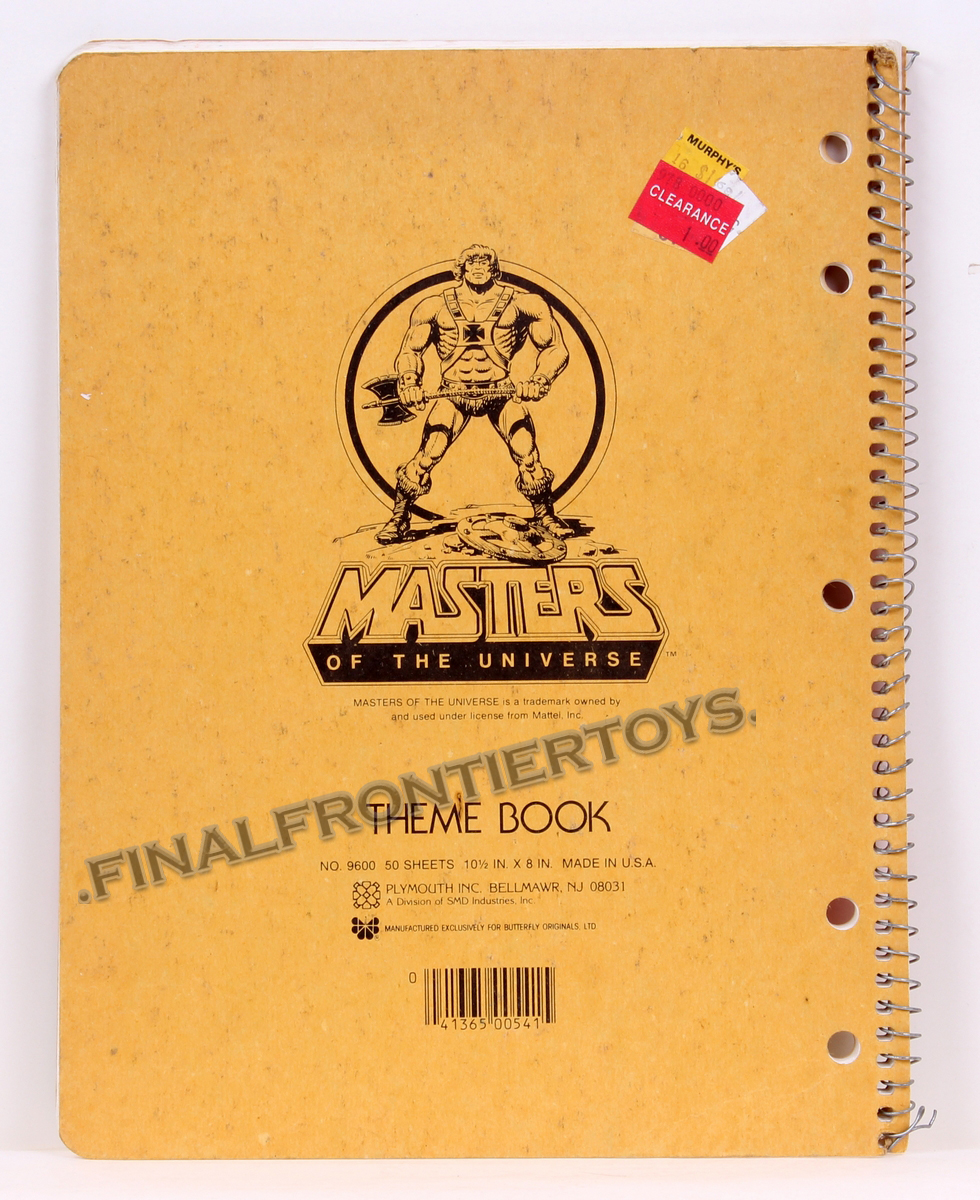 MURPHY'S
CLEARANCE
1.00
MASTERS
OF THE UNIVERSE™
MASTERS OF THE UNIVERSE is a trademark owned by
and used under license from Mattel, Inc.
.FINALFRONTIERTOYS.
THEME BOOK
NO. 9600 50 SHEETS 10½ IN. X 8 IN. MADE IN U.S.A.
PLYMOUTH INC. BELLMAWR, NJ 08031
A Division of SMD Industries, Inc.
MANUFACTURED EXCLUSIVELY FOR BUTTERFLY ORIGINALS, LTD
0
41365 00541